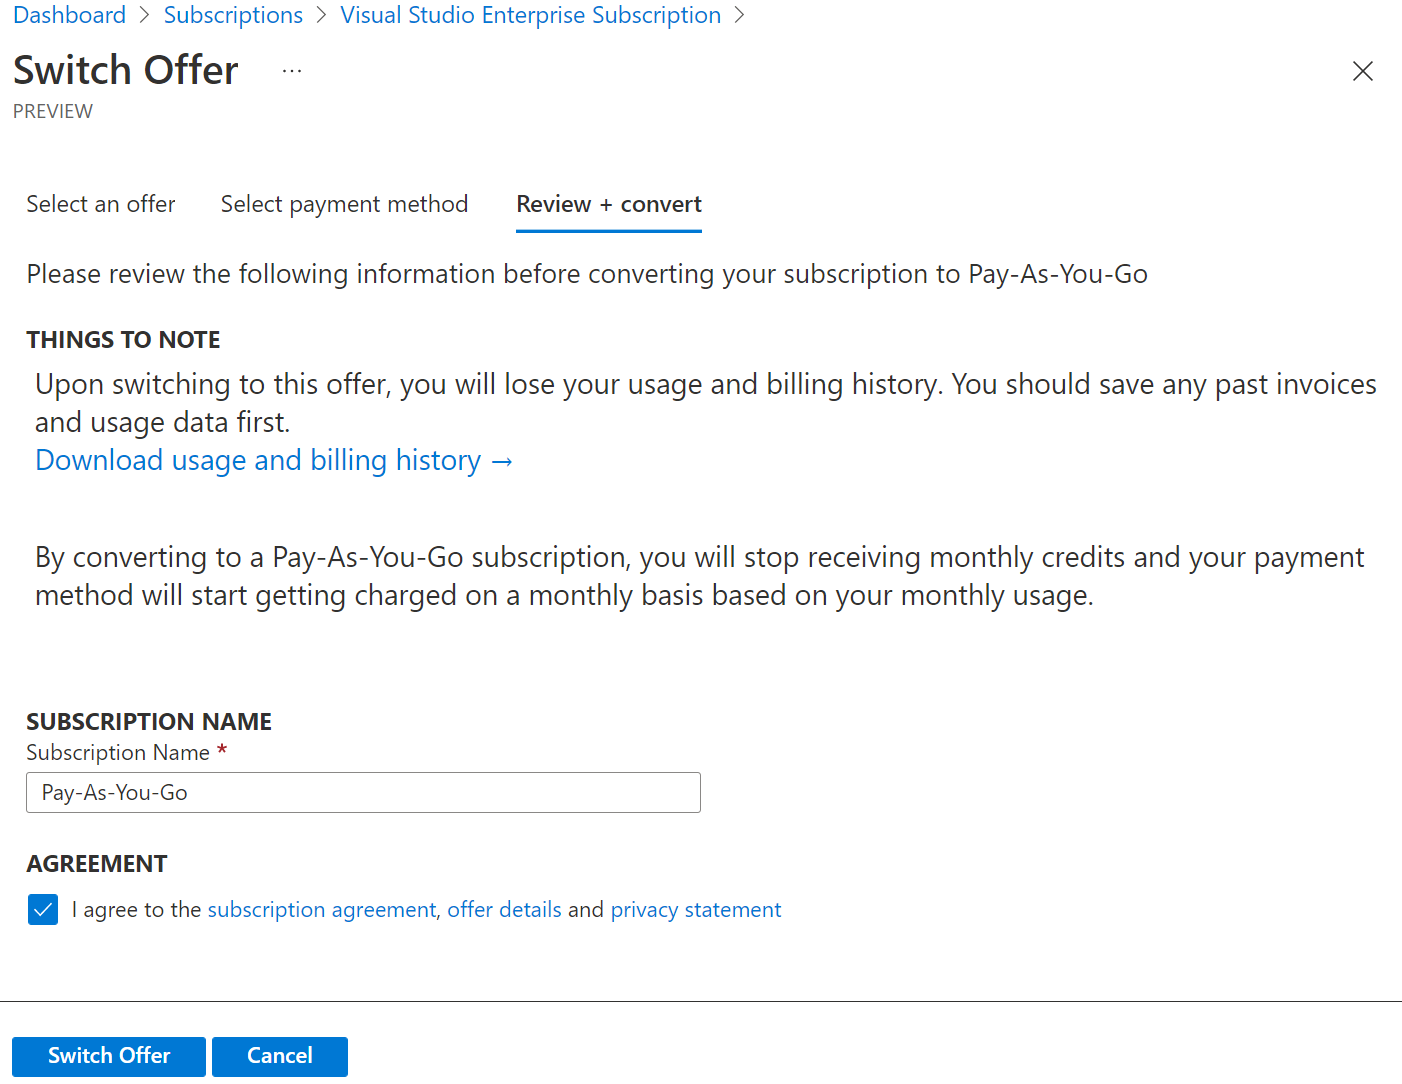 Dashboard > Subscriptions > Visual Studio Enterprise Subscription >
Switch Offer ...
PREVIEW
Select an offer Select payment method Review + convert
Please review the following information before converting your subscription to Pay-As-You-Go
THINGS TO NOTE
Upon switching to this offer, you will lose your usage and billing history. You should save any past invoices
and usage data first.
Download usage and billing history →
By converting to a Pay-As-You-Go subscription, you will stop receiving monthly credits and your payment
method will start getting charged on a monthly basis based on your monthly usage.
SUBSCRIPTION NAME
Subscription Name *
Pay-As-You-Go
AGREEMENT
I agree to the subscription agreement, offer details and privacy statement
Switch Offer Cancel